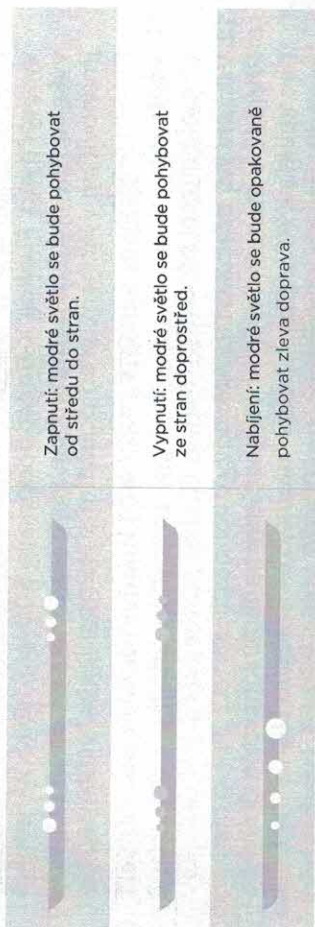 Zapnutí: modré světlo se bude pohybovat
od středu do stran.
Vypnutí: modré světlo se bude pohybovat
ze stran doprostřed.
Nabíjení: modré světlo se bude opakovaně
pohybovat zleva doprava.